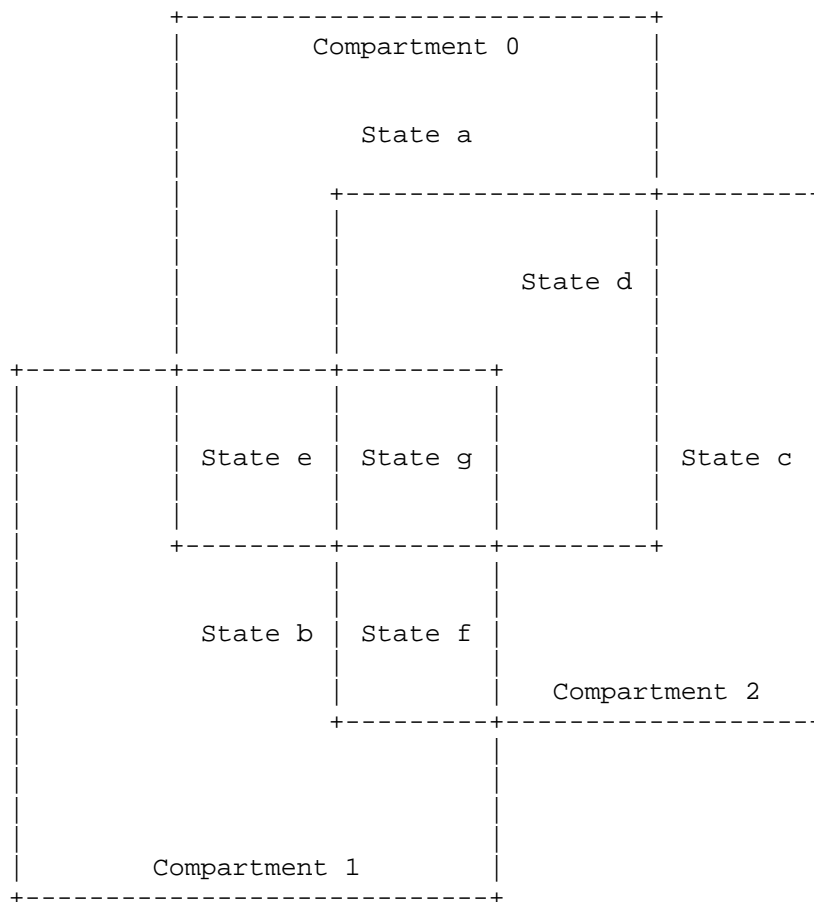 Compartment 0
State a
State d
State e State g State c
State b State f
Compartment 2
Compartment 1